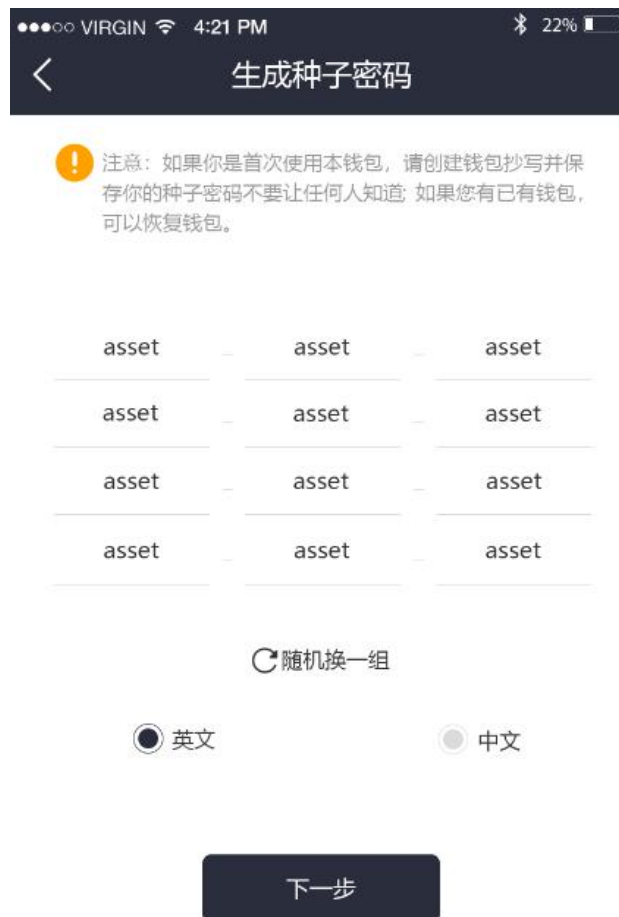 VIRGIN 4:21 PM 22%
生成种子密码
注意：如果你是首次使用本钱包，请创建钱包抄写并保
存你的种子密码不要让任何人知道; 如果您有已有钱包,
可以恢复钱包。
asset asset asset
asset asset asset
asset asset asset
asset asset asset
随机换一组
英文 中文
下一步